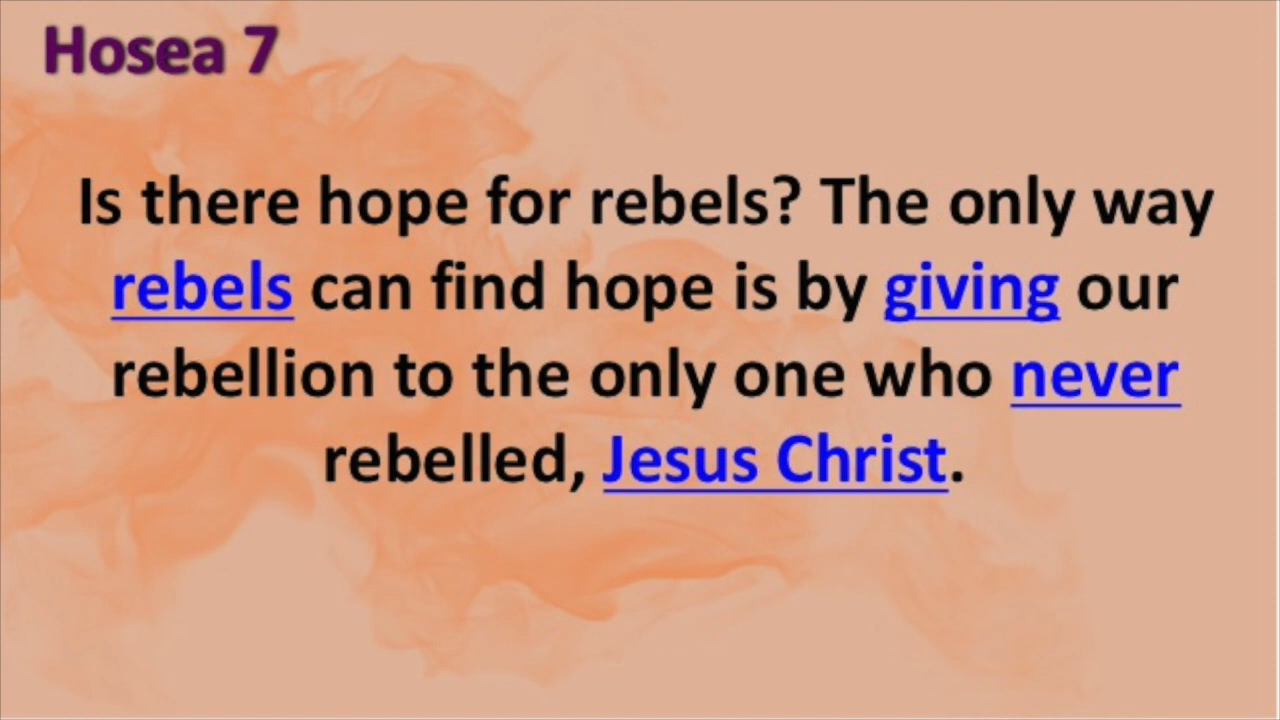 Hosea 7
Is there hope for rebels? The only way
rebels can find hope is by giving our
rebellion to the only one who never
rebelled, Jesus Christ.